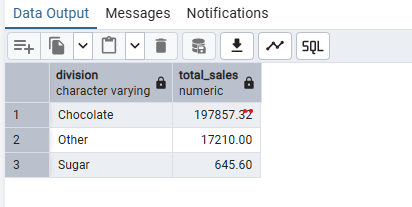 Data Output Messages Notifications
SQL
division total_sales
character varying numeric
1 Chocolate 197857.32
2 Other 17210.00
3 Sugar 645.60